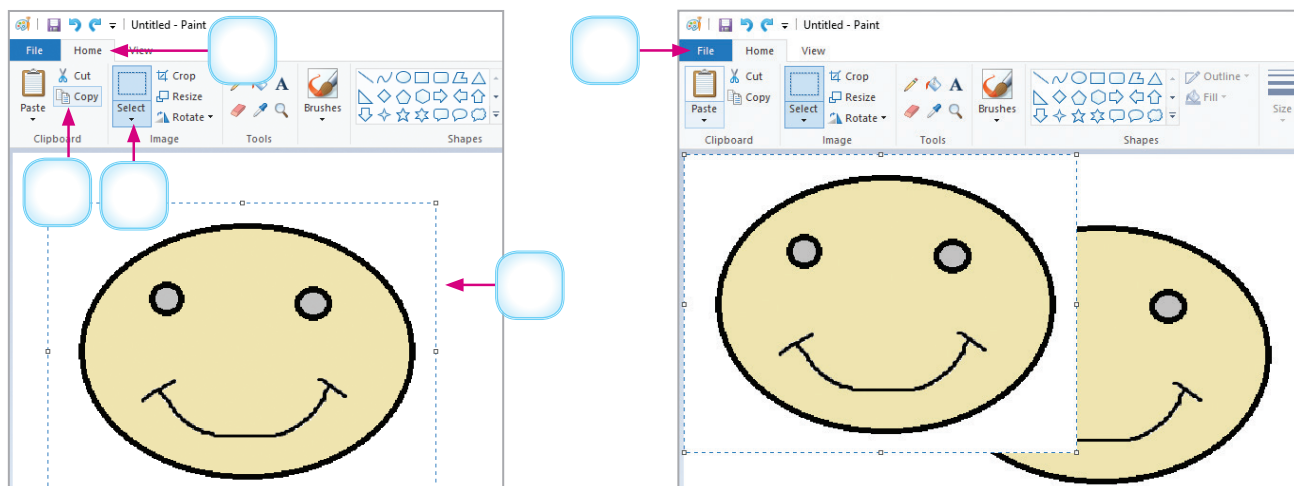 Untitled - Paint
File Home View
Cut
Copy
Paste
Clipboard
Select
Crop
Resize
Rotate
Image
A
Tools
Brushes
Shapes
Untitled - Paint
File Home View
Cut
Copy
Paste
Clipboard
Select
Crop
Resize
Rotate
Image
A
Tools
Brushes
Shapes
Outline
Fill
Size